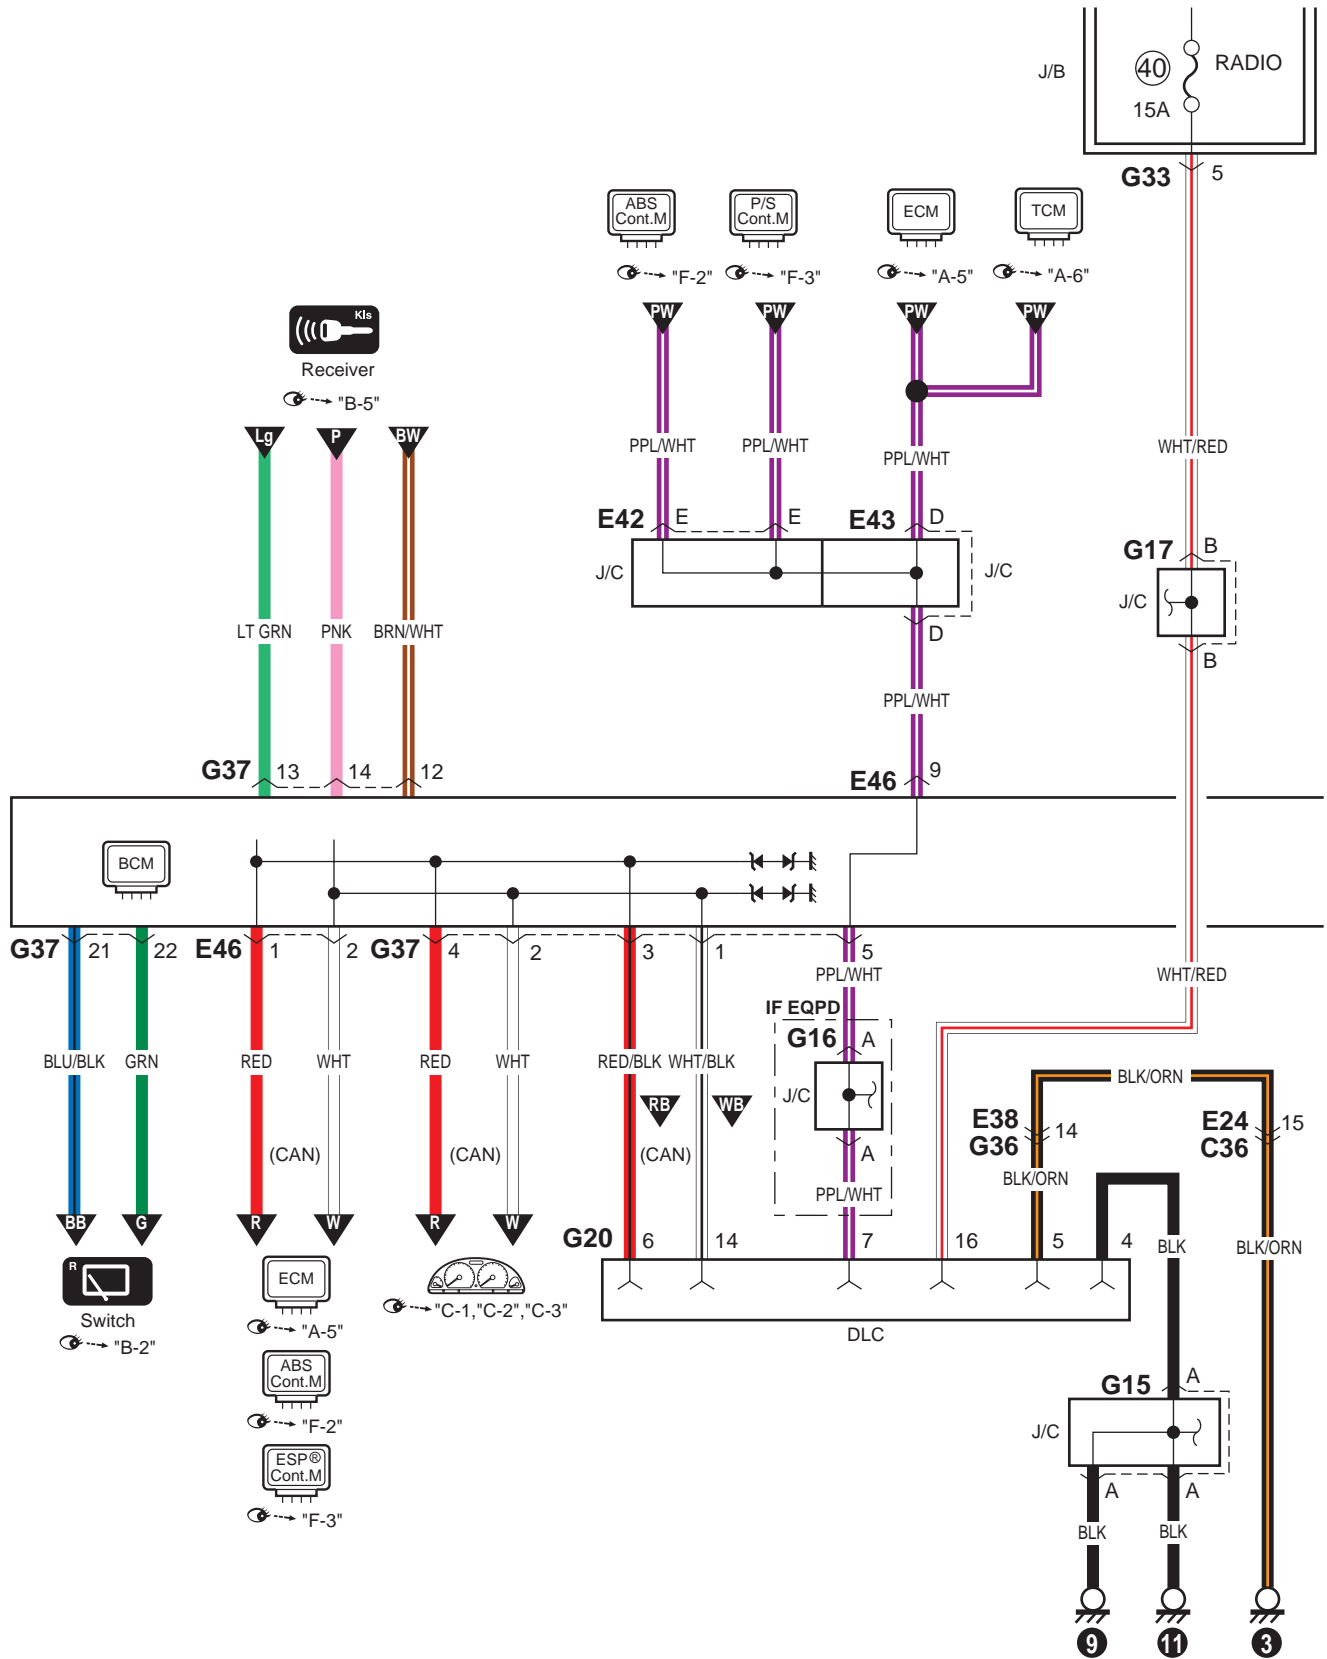 J/B
40
RADIO
15A
G33 5
ABS
Cont.M
P/S
Cont.M
ECM
TCM
"F-2"
"F-3"
"A-5"
"A-6"
PW
PW
PW
PW
KIs
Receiver
"B-5"
Lg
P
BW
PPL/WHT
PPL/WHT
PPL/WHT
WHT/RED
E42 E
E
E43 D
G17 B
J/C
J/C
J/C
D
B
LT GRN
PNK
BRN/WHT
PPL/WHT
G37 13
14
12
E46 9
BCM
G37 21
22
E46 1
2
G37 4
2
3
1
5
PPL/WHT
WHT/RED
IF EQPD
G16 A
BLU/BLK
GRN
RED
WHT
RED
WHT
RED/BLK
WHT/BLK
BLK/ORN
J/C
RB
WB
E38
G36
14
E24
C36
15
(CAN)
(CAN)
(CAN)
A
BLK/ORN
PPL/WHT
BB
G
R
W
R
W
G20 6
14
7
16
5
4
BLK
BLK/ORN
R
Switch
"B-2"
ECM
"A-5"
"C-1,"C-2","C-3"
DLC
ABS
Cont.M
"F-2"
G15 A
J/C
ESP®
Cont.M
"F-3"
A
A
BLK
BLK
9
11
3